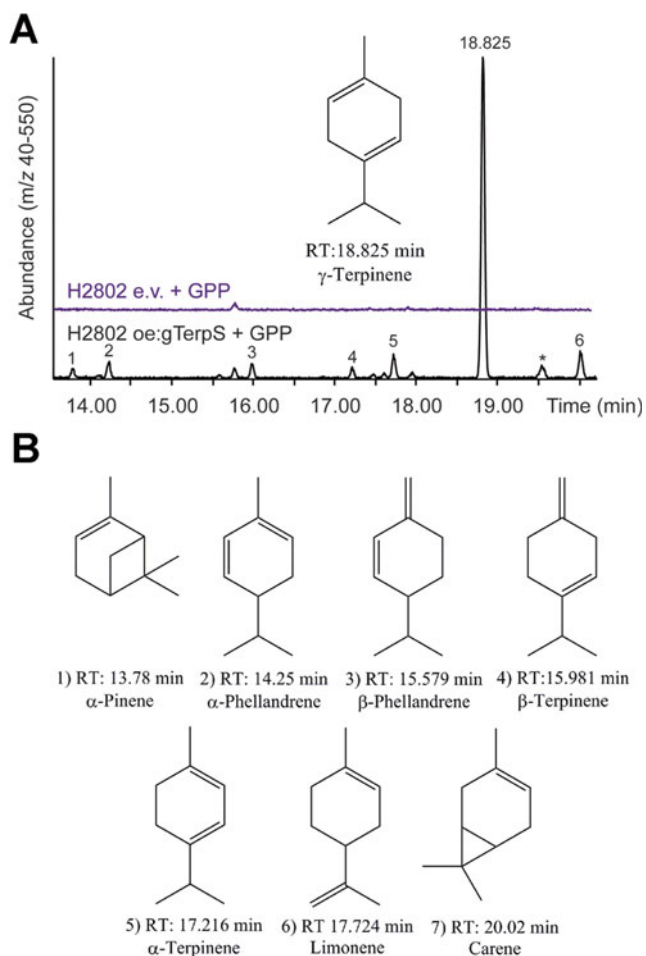 A
Abundance (m/z 40-550)
18.825
RT:18.825 min
γ-Terpinene
H2802 e.v. + GPP
H2802 oe:gTerpS + GPP
1 2 3 4 5 * 6
14.00 15.00 16.00 17.00 18.00 19.00 Time (min)
B
1) RT: 13.78 min
α-Pinene
2) RT: 14.25 min
α-Phellandrene
3) RT: 15.579 min
β-Phellandrene
4) RT:15.981 min
β-Terpinene
5) RT: 17.216 min
α-Terpinene
6) RT 17.724 min
Limonene
7) RT: 20.02 min
Carene